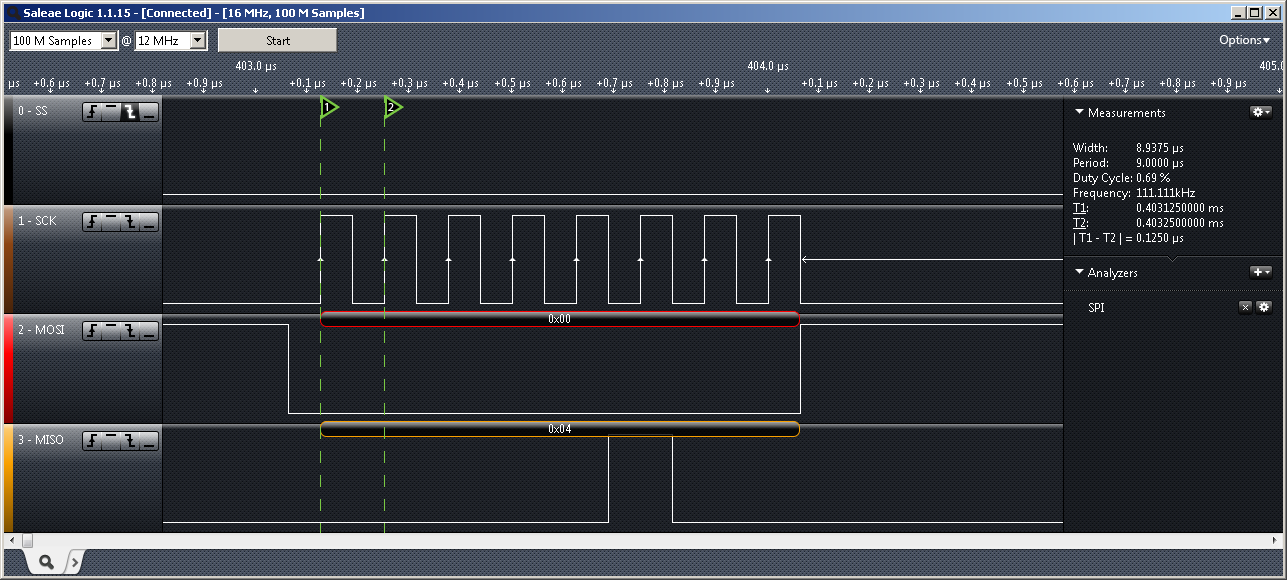 Saleae Logic 1.1.15 - [Connected] - [16 MHz, 100 M Samples]
100 M Samples @ 12 MHz Start Options
403.0 µs 404.0 µs 405.0
µs +0,6 µs +0,7 µs +0,8 µs +0,9 µs +0,1 µs +0,2 µs +0,3 µs +0,4 µs +0,5 µs +0,6 µs +0,7 µs +0,8 µs +0,9 µs +0,1 µs +0,2 µs +0,3 µs +0,4 µs +0,5 µs +0,6 µs +0,7 µs +0,8 µs +0,9 µs
0 - SS
1 2
1 - SCK
2 - MOSI
0x00
3 - MISO
0x04
Measurements
Width: 8.9375 µs
Period: 9.0000 µs
Duty Cycle: 0.69 %
Frequency: 111.111kHz
T1: 0.4031250000 ms
T2: 0.4032500000 ms
| T1 - T2 | = 0.1250 µs
Analyzers
SPI